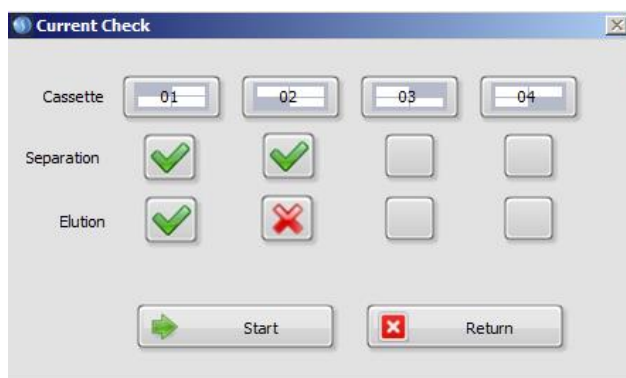 Current Check
Cassette 01 02 03 04
Separation
Elution
Start Return